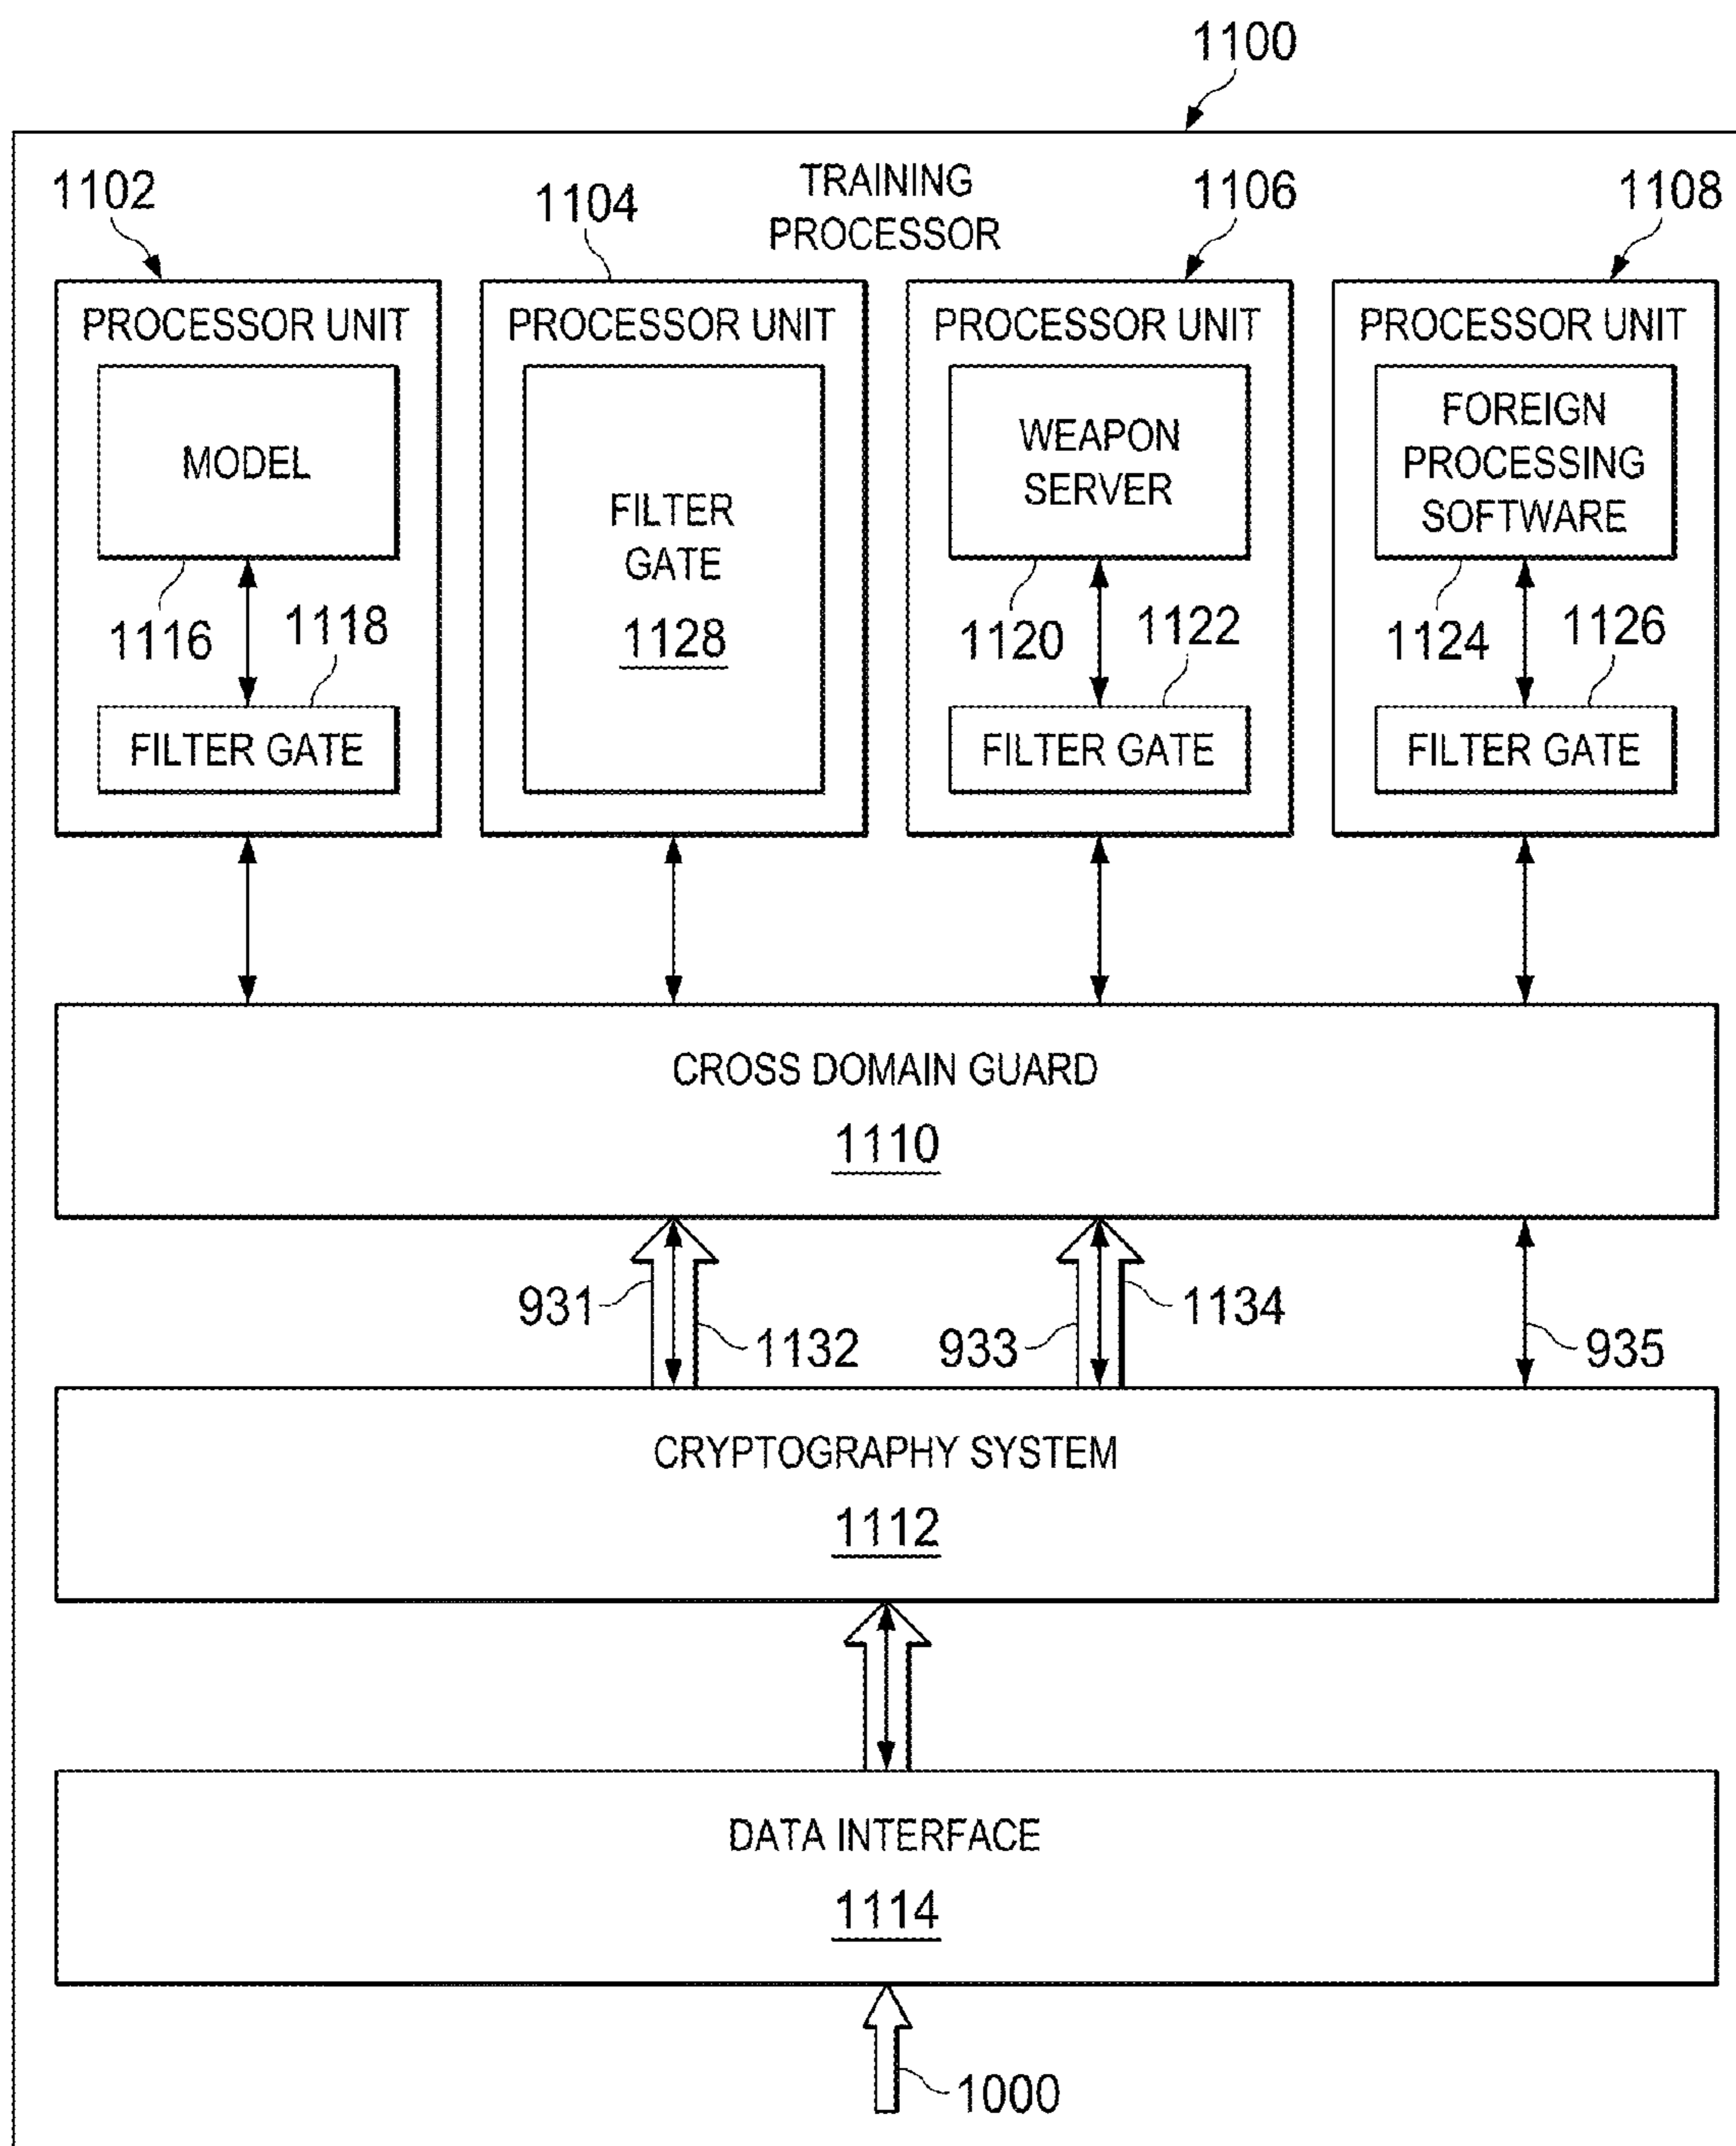 1100
TRAINING
PROCESSOR
1102
1104
1106
1108
PROCESSOR UNIT
PROCESSOR UNIT
PROCESSOR UNIT
PROCESSOR UNIT
MODEL
FILTER
GATE
1128
WEAPON
SERVER
FOREIGN
PROCESSING
SOFTWARE
1116
1118
1120
1122
1124
1126
FILTER GATE
FILTER GATE
FILTER GATE
CROSS DOMAIN GUARD
1110
931
1132
933
1134
935
CRYPTOGRAPHY SYSTEM
1112
DATA INTERFACE
1114
1000